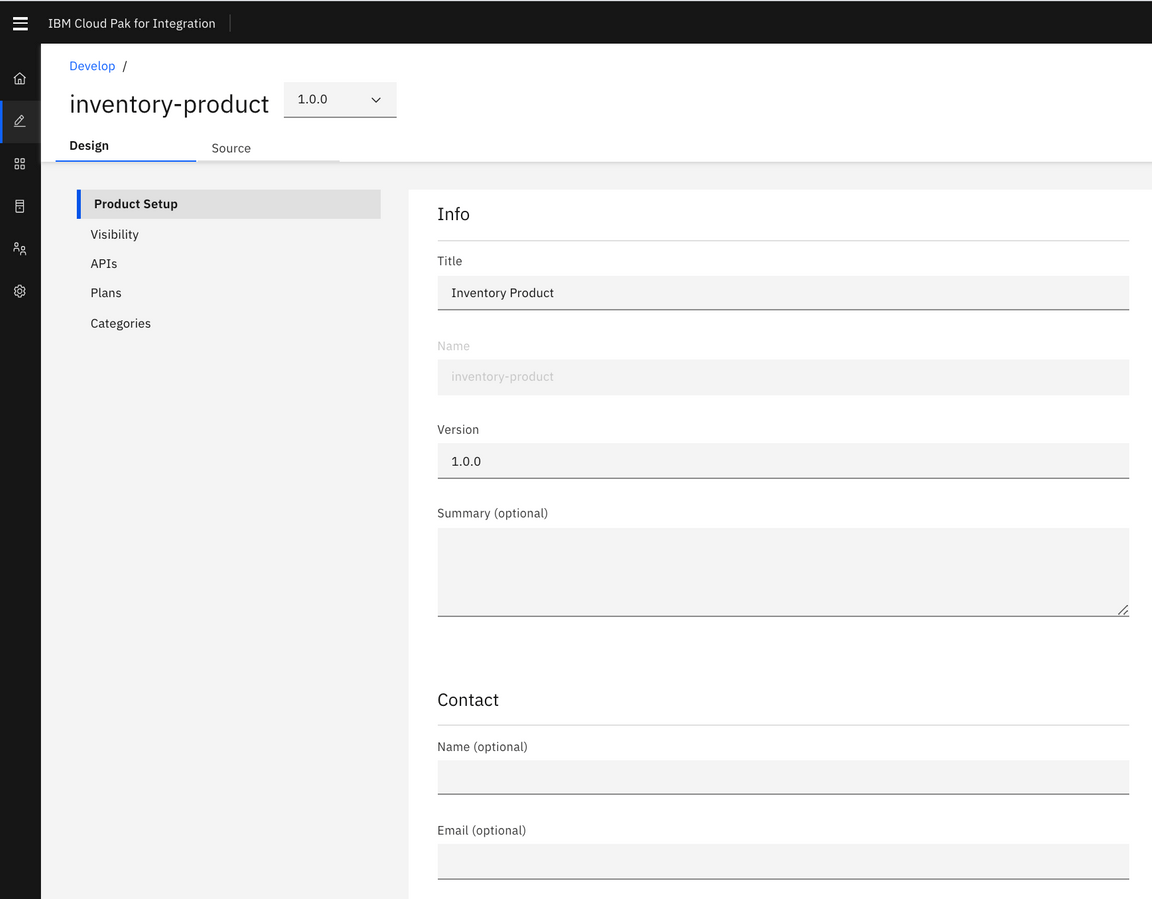 IBM Cloud Pak for Integration
Develop /
inventory-product
1.0.0
Design
Source
Product Setup
Visibility
APIs
Plans
Categories
Info
Title
Inventory Product
Name
inventory-product
Version
1.0.0
Summary (optional)
Contact
Name (optional)
Email (optional)